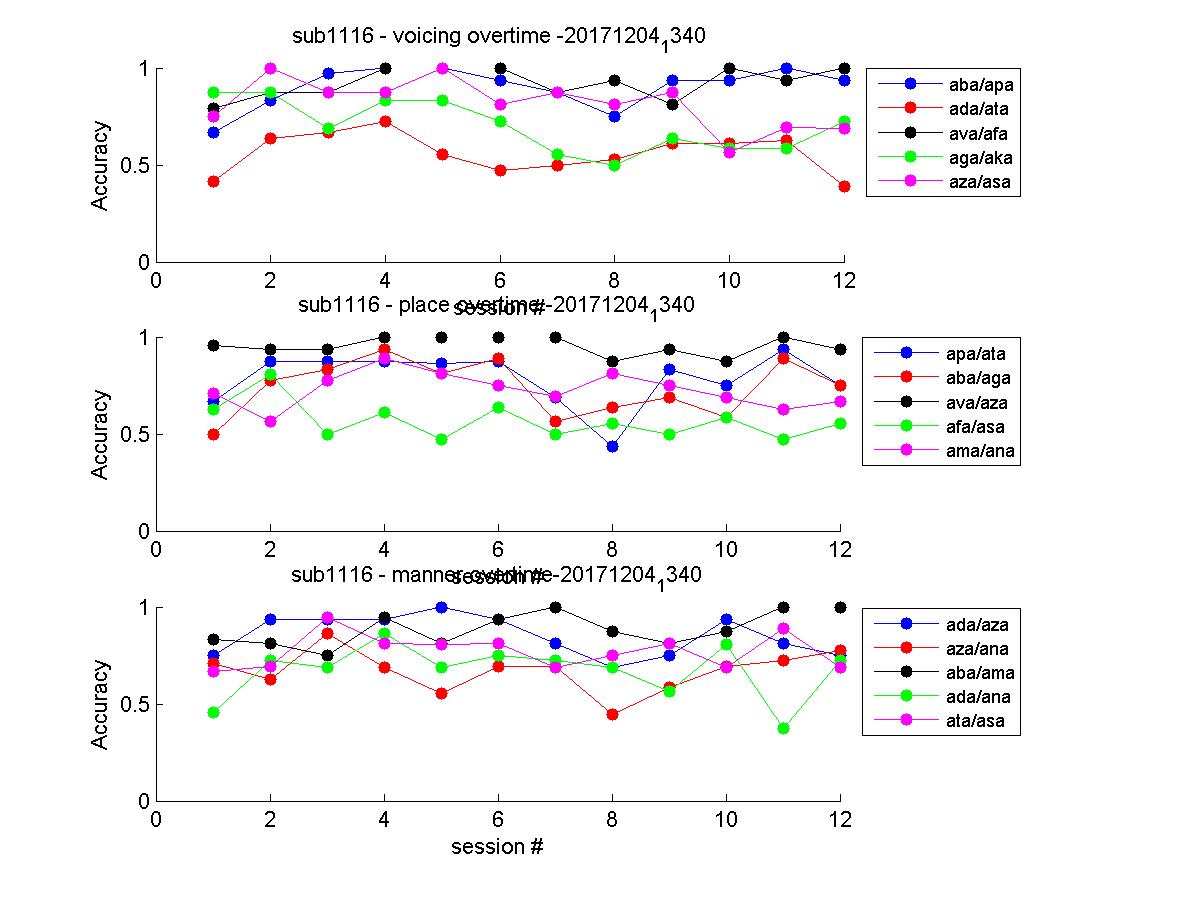 sub1116 - voicing overtime -20171204₁340
1
0.5
0
Accuracy
0 2 4 6 8 10 12
session #
aba/apa
ada/ata
ava/afa
aga/aka
aza/asa
sub1116 - place overtime -20171204₁340
1
0.5
0
Accuracy
0 2 4 6 8 10 12
session #
apa/ata
aba/aga
ava/aza
afa/asa
ama/ana
sub1116 - manner overtime -20171204₁340
1
0.5
0
Accuracy
0 2 4 6 8 10 12
session #
ada/aza
aza/ana
aba/ama
ada/ana
ata/asa